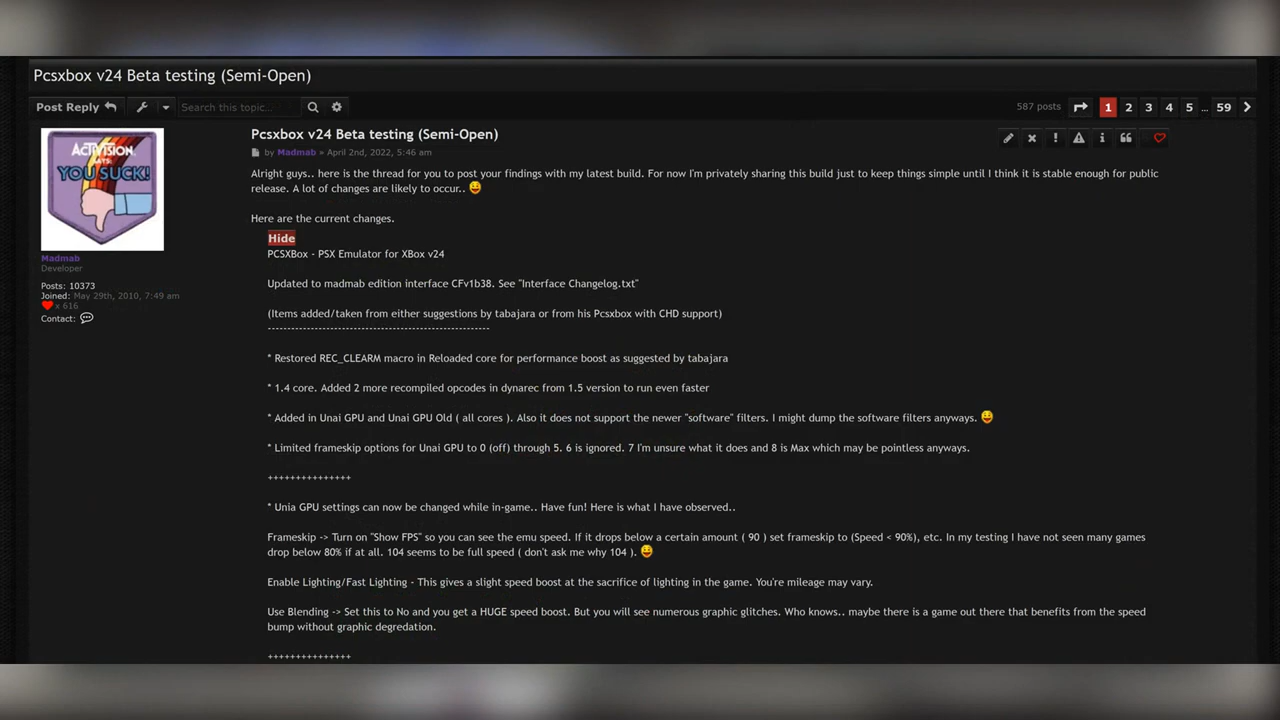 Pcsxbox v24 Beta testing (Semi-Open)
Post Reply
Search this topic…
587 posts
1 2 3 4 5 … 59
ACTIVISION
SAYS:
YOU SUCK!
Madmab
Developer
Posts: 10373
Joined: May 29th, 2010, 7:49 am
x 616
Contact:
Pcsxbox v24 Beta testing (Semi-Open)
by Madmab » April 2nd, 2022, 5:46 am
Alright guys.. here is the thread for you to post your findings with my latest build. For now I'm privately sharing this build just to keep things simple until I think it is stable enough for public
release. A lot of changes are likely to occur..
Here are the current changes.
Hide
PCSXBox - PSX Emulator for XBox v24
Updated to madmab edition interface CFv1b38. See "Interface Changelog.txt"
(Items added/taken from either suggestions by tabajara or from his Pcsxbox with CHD support)
--------------------------------------------------------
* Restored REC_CLEARM macro in Reloaded core for performance boost as suggested by tabajara
* 1.4 core. Added 2 more recompiled opcodes in dynarec from 1.5 version to run even faster
* Added in Unai GPU and Unai GPU Old ( all cores ). Also it does not support the newer "software" filters. I might dump the software filters anyways.
* Limited frameskip options for Unai GPU to 0 (off) through 5. 6 is ignored. 7 I'm unsure what it does and 8 is Max which may be pointless anyways.
+++++++++++++++
* Unia GPU settings can now be changed while in-game.. Have fun! Here is what I have observed..
Frameskip -> Turn on "Show FPS" so you can see the emu speed. If it drops below a certain amount ( 90 ) set frameskip to (Speed < 90%), etc. In my testing I have not seen many games
drop below 80% if at all. 104 seems to be full speed ( don't ask me why 104 ).
Enable Lighting/Fast Lighting - This gives a slight speed boost at the sacrifice of lighting in the game. You're mileage may vary.
Use Blending -> Set this to No and you get a HUGE speed boost. But you will see numerous graphic glitches. Who knows.. maybe there is a game out there that benefits from the speed
bump without graphic degredation.
+++++++++++++++